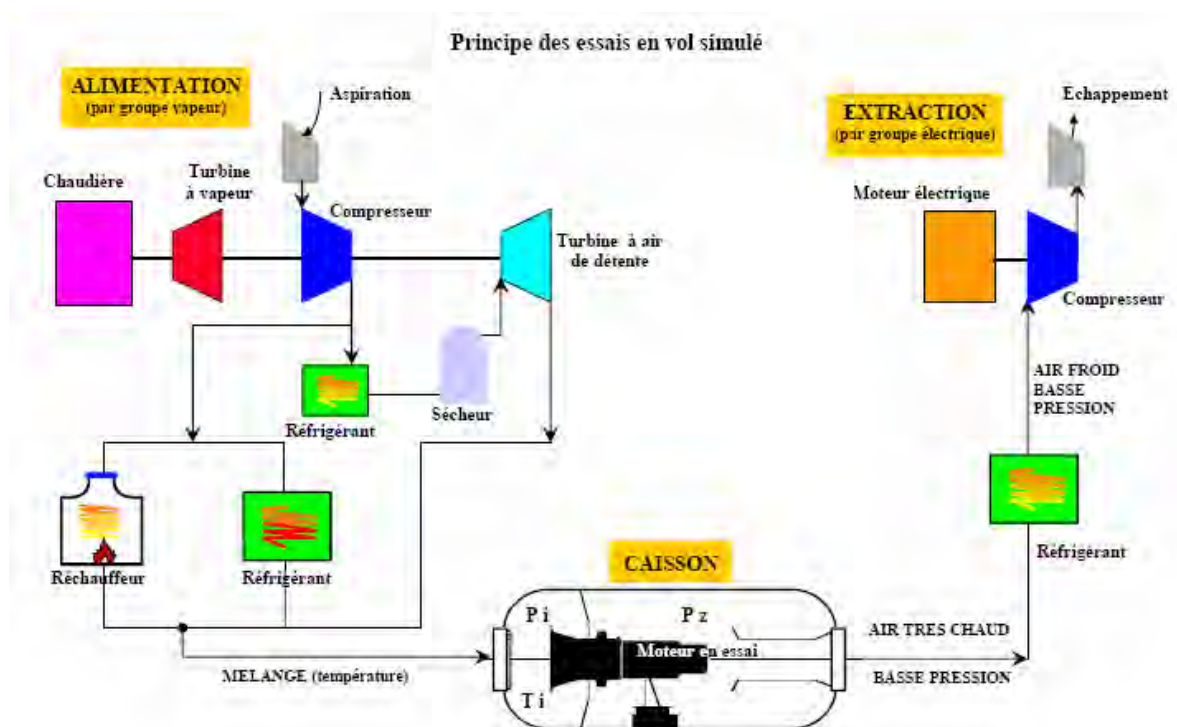 Principe des essais en vol simulé
ALIMENTATION
(par groupe vapeur)
Aspiration
Echappement
EXTRACTION
(par groupe électrique)
Chaudière
Turbine
à vapeur
Compresseur
Turbine à air
de détente
Moteur électrique
Compresseur
AIR FROID
BASSE
PRESSION
Sécheur
Réfrigérant
Réchauffeur
Réfrigérant
Réfrigérant
CAISSON
P i
P z
Moteur en essai
T i
AIR TRES CHAUD
BASSE PRESSION
MELANGE (température)